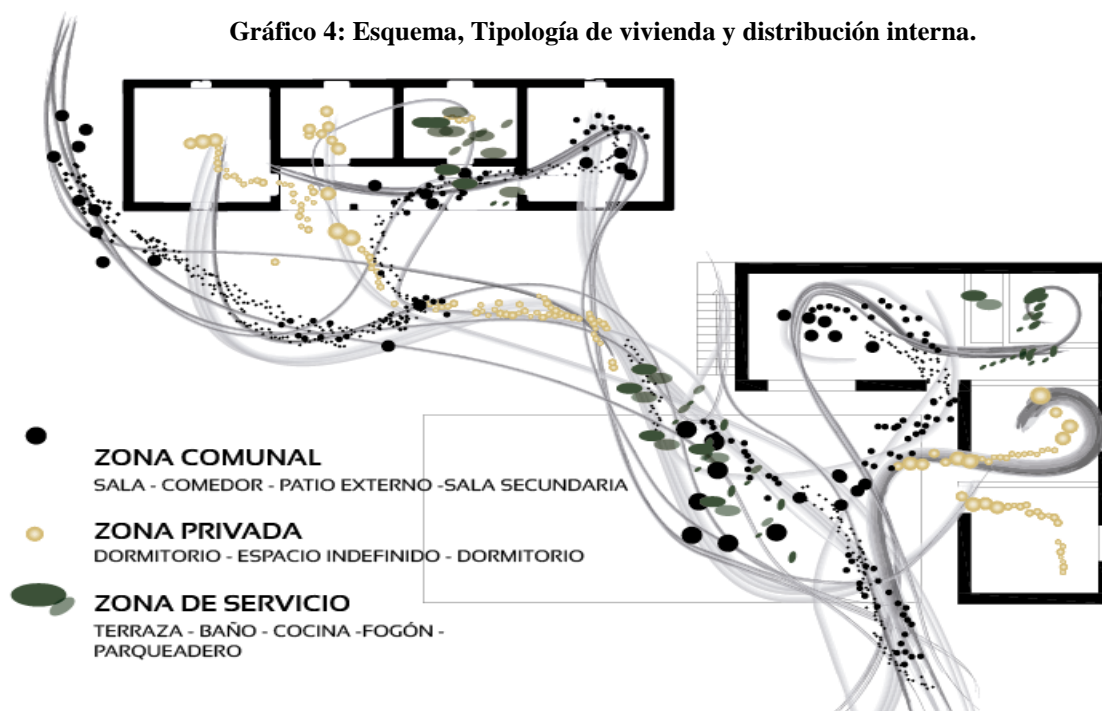 Gráfico 4: Esquema, Tipología de vivienda y distribución interna.
ZONA COMUNAL
SALA - COMEDOR - PATIO EXTERNO -SALA SECUNDARIA
ZONA PRIVADA
DORMITORIO - ESPACIO INDEFINIDO - DORMITORIO
ZONA DE SERVICIO
TERRAZA - BAÑO - COCINA -FOGÓN -
PARQUEADERO